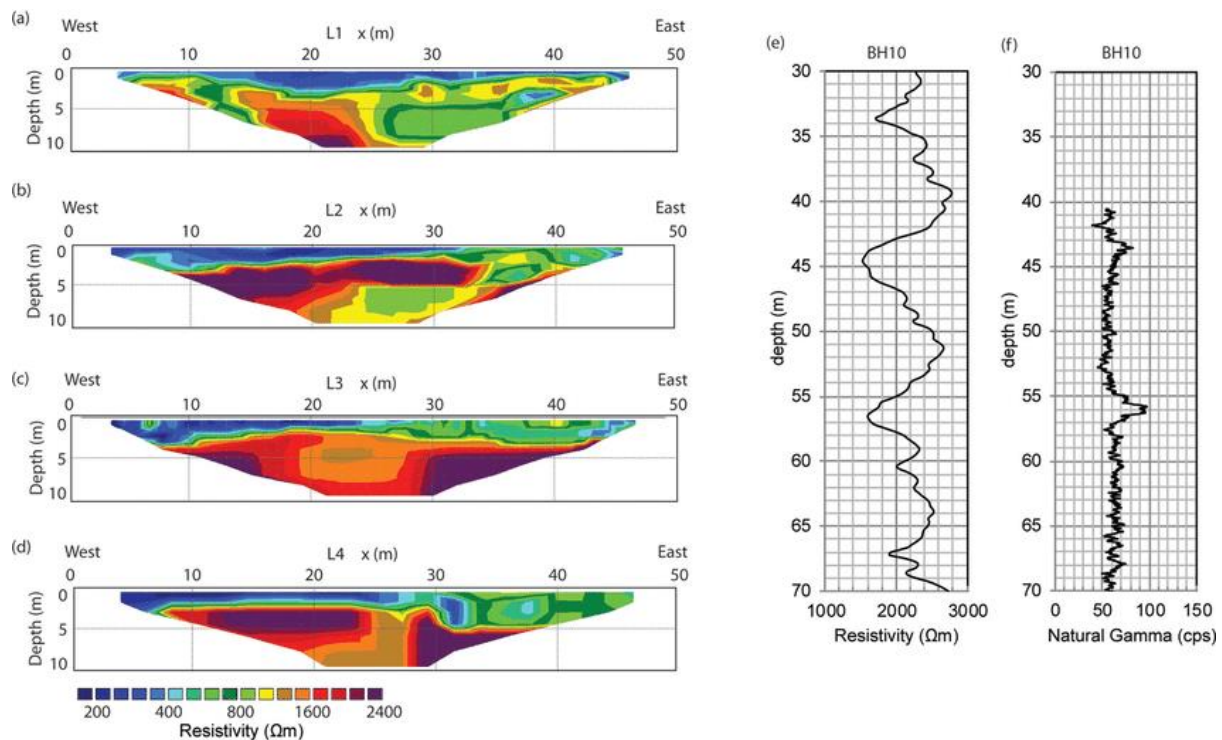 (a)
West L1 x (m) East
0 10 20 30 40 50
Depth (m)
0
5
10
(b)
West L2 x (m) East
0 10 20 30 40 50
Depth (m)
0
5
10
(c)
West L3 x (m) East
0 10 20 30 40 50
Depth (m)
0
5
10
(d)
West L4 x (m) East
0 10 20 30 40 50
Depth (m)
0
5
10
200 400 800 1600 2400
Resistivity (Ωm)
(e)
BH10
depth (m)
30
35
40
45
50
55
60
65
70
1000 2000 3000
Resistivity (Ωm)
(f)
BH10
depth (m)
30
35
40
45
50
55
60
65
70
0 50 100 150
Natural Gamma (cps)